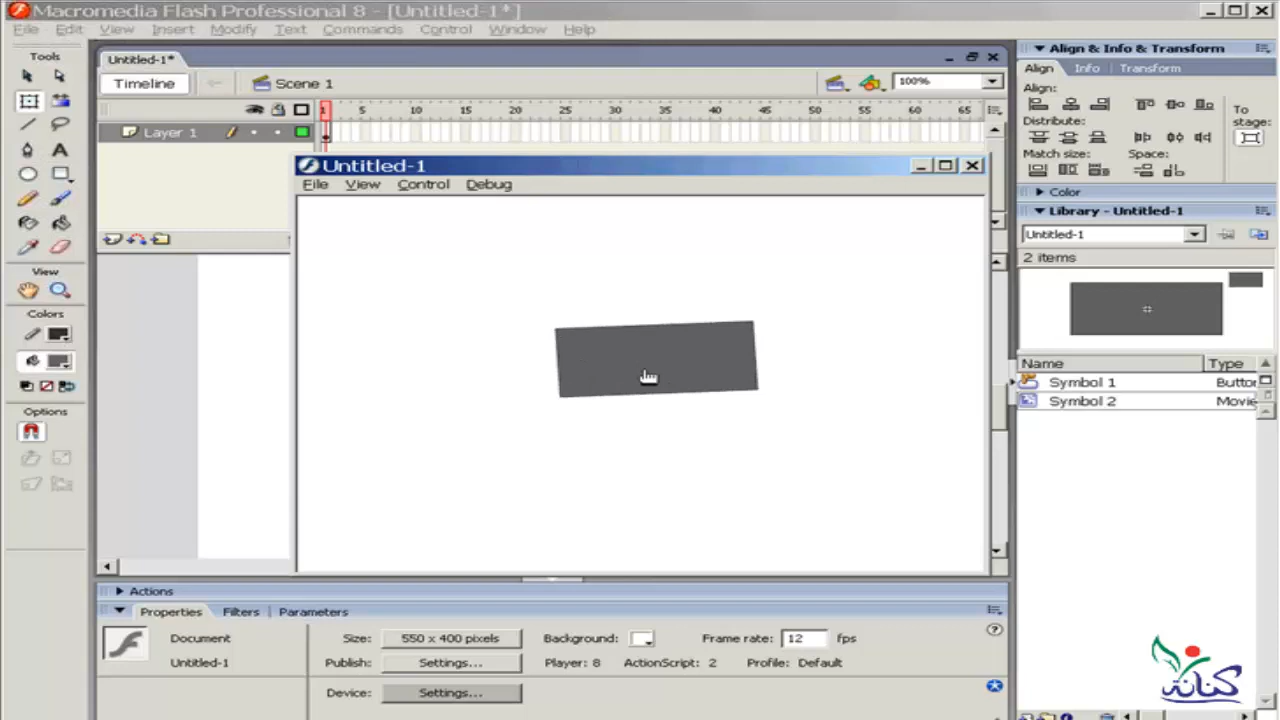 Macromedia Flash Professional 8 - [Untitled-1*]
File Edit View Insert Modify Text Commands Control Window Help
Tools
Untitled-1*
Timeline
Scene 1
100%
1 5 10 15 20 25 30 35 40 45 50 55 60 65
Layer 1
Untitled-1
File View Control Debug
View
Colors
Options
Align & Info & Transform
Align Info Transform
Align:
To stage:
Distribute:
Match size:
Space:
Color
Library - Untitled-1
Untitled-1
2 items
Name Type
Symbol 1 Button
Symbol 2 Movie
Actions
Properties Filters Parameters
Document
Untitled-1
Size: 550 x 400 pixels Background: Frame rate: 12 fps
Publish: Settings... Player: 8 ActionScript: 2 Profile: Default
Device: Settings...
كنانة